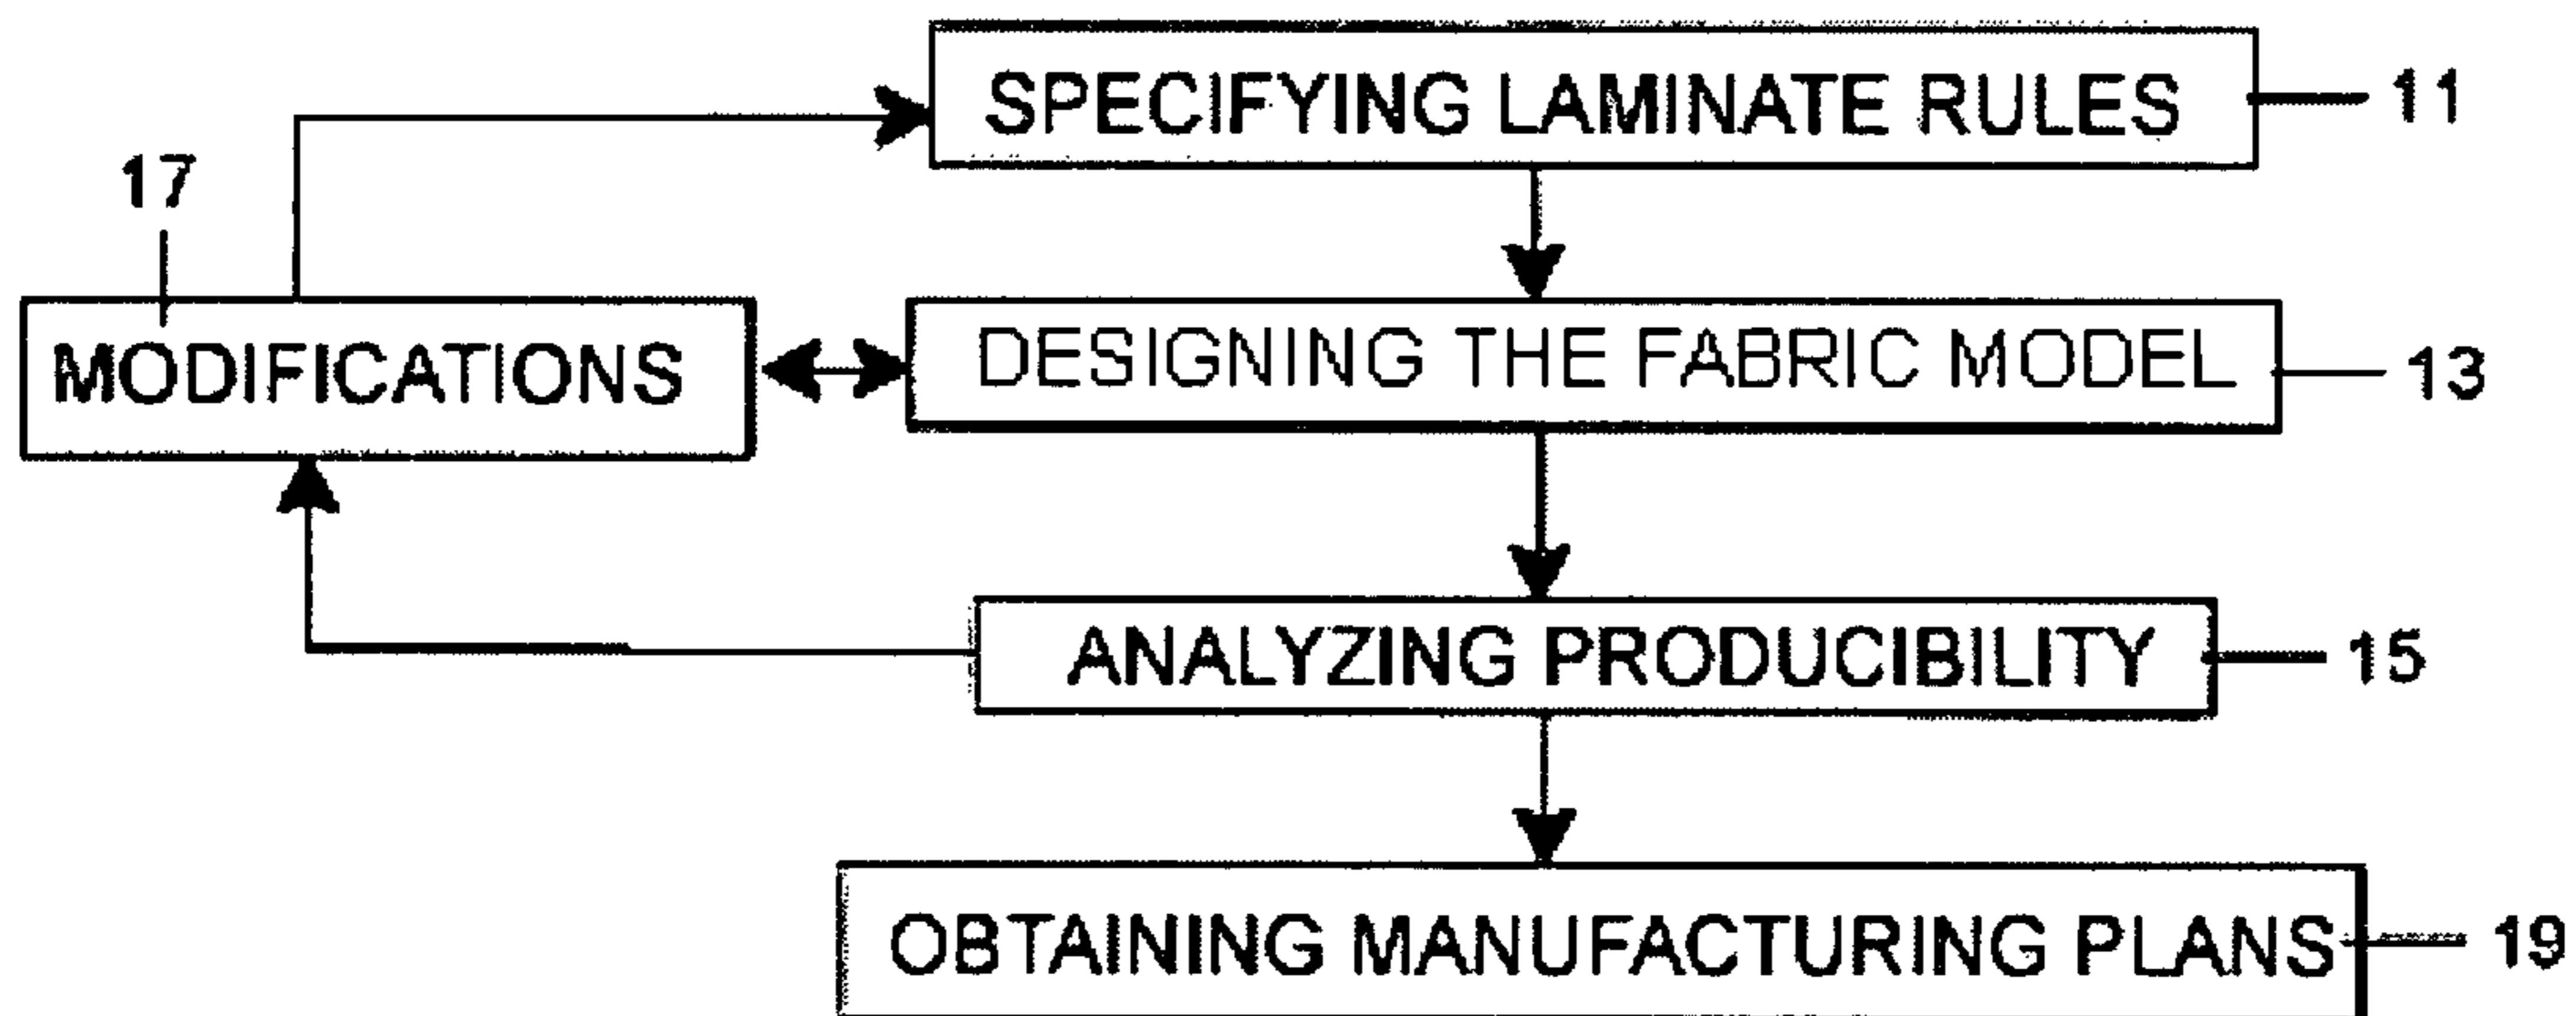 SPECIFYING LAMINATE RULES 11
17
MODIFICATIONS
DESIGNING THE FABRIC MODEL 13
ANALYZING PRODUCIBILITY 15
OBTAINING MANUFACTURING PLANS 19